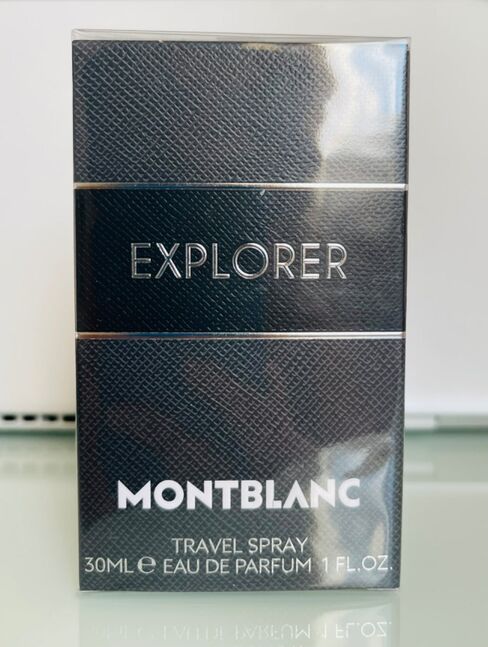 EXPLORER
MONTBLANC
TRAVEL SPRAY
30ML ℮ EAU DE PARFUM 1 FL.OZ.